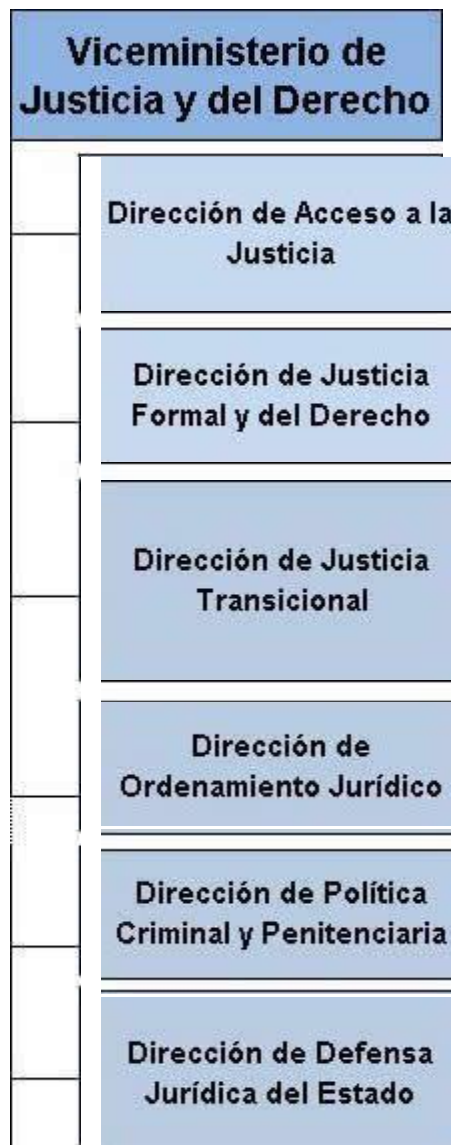 Viceministerio de
Justicia y del Derecho
Dirección de Acceso a la
Justicia
Dirección de Justicia
Formal y del Derecho
Dirección de Justicia
Transicional
Dirección de
Ordenamiento Jurídico
Dirección de Política
Criminal y Penitenciaria
Dirección de Defensa
Jurídica del Estado